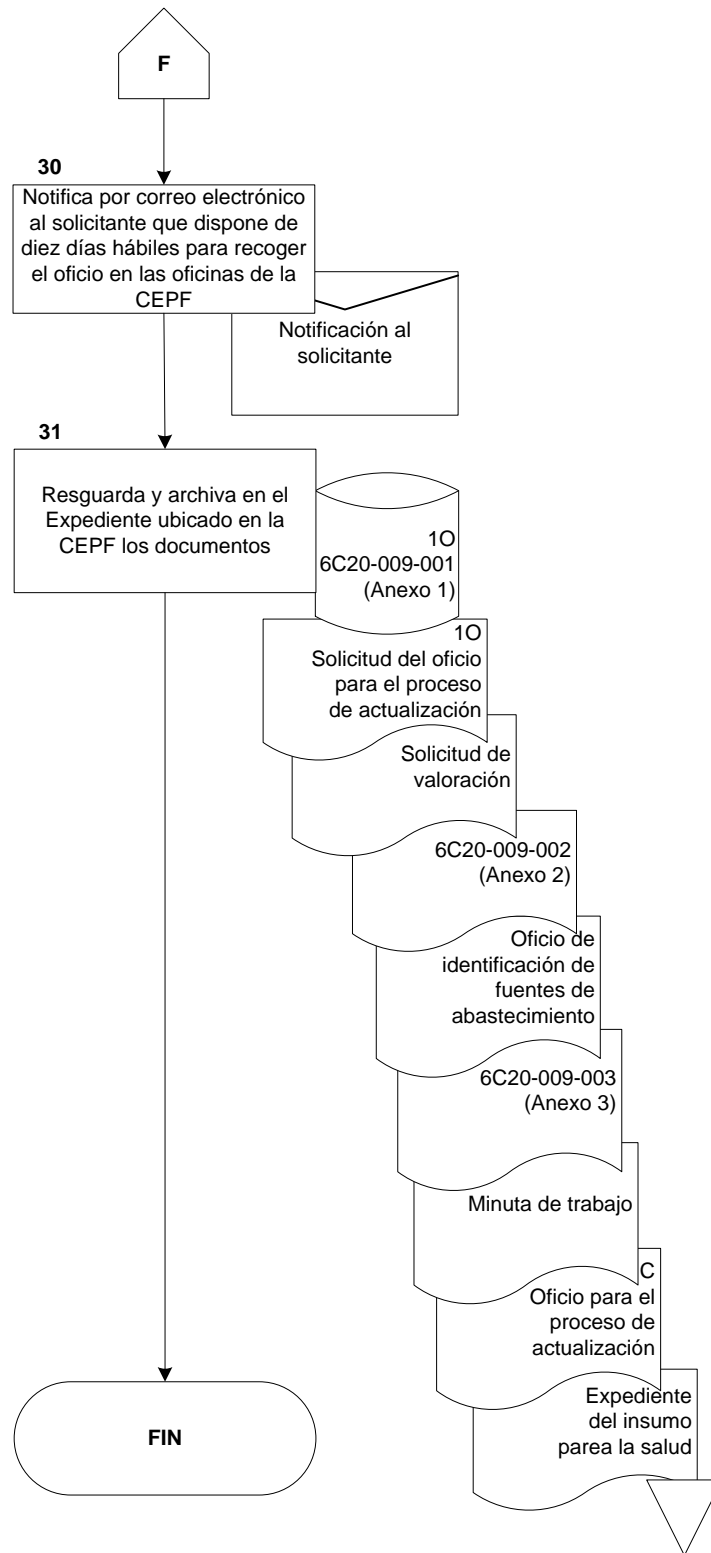 F
30
Notifica por correo electrónico
al solicitante que dispone de
diez días hábiles para recoger
el oficio en las oficinas de la
CEPF
Notificación al
solicitante
31
Resguarda y archiva en el
Expediente ubicado en la
CEPF los documentos
1O
6C20-009-001
(Anexo 1)
1O
Solicitud del oficio
para el proceso
de actualización
Solicitud de
valoración
6C20-009-002
(Anexo 2)
Oficio de
identificación de
fuentes de
abastecimiento
6C20-009-003
(Anexo 3)
Minuta de trabajo
C
Oficio para el
proceso de
actualización
Expediente
del insumo
parea la salud
FIN